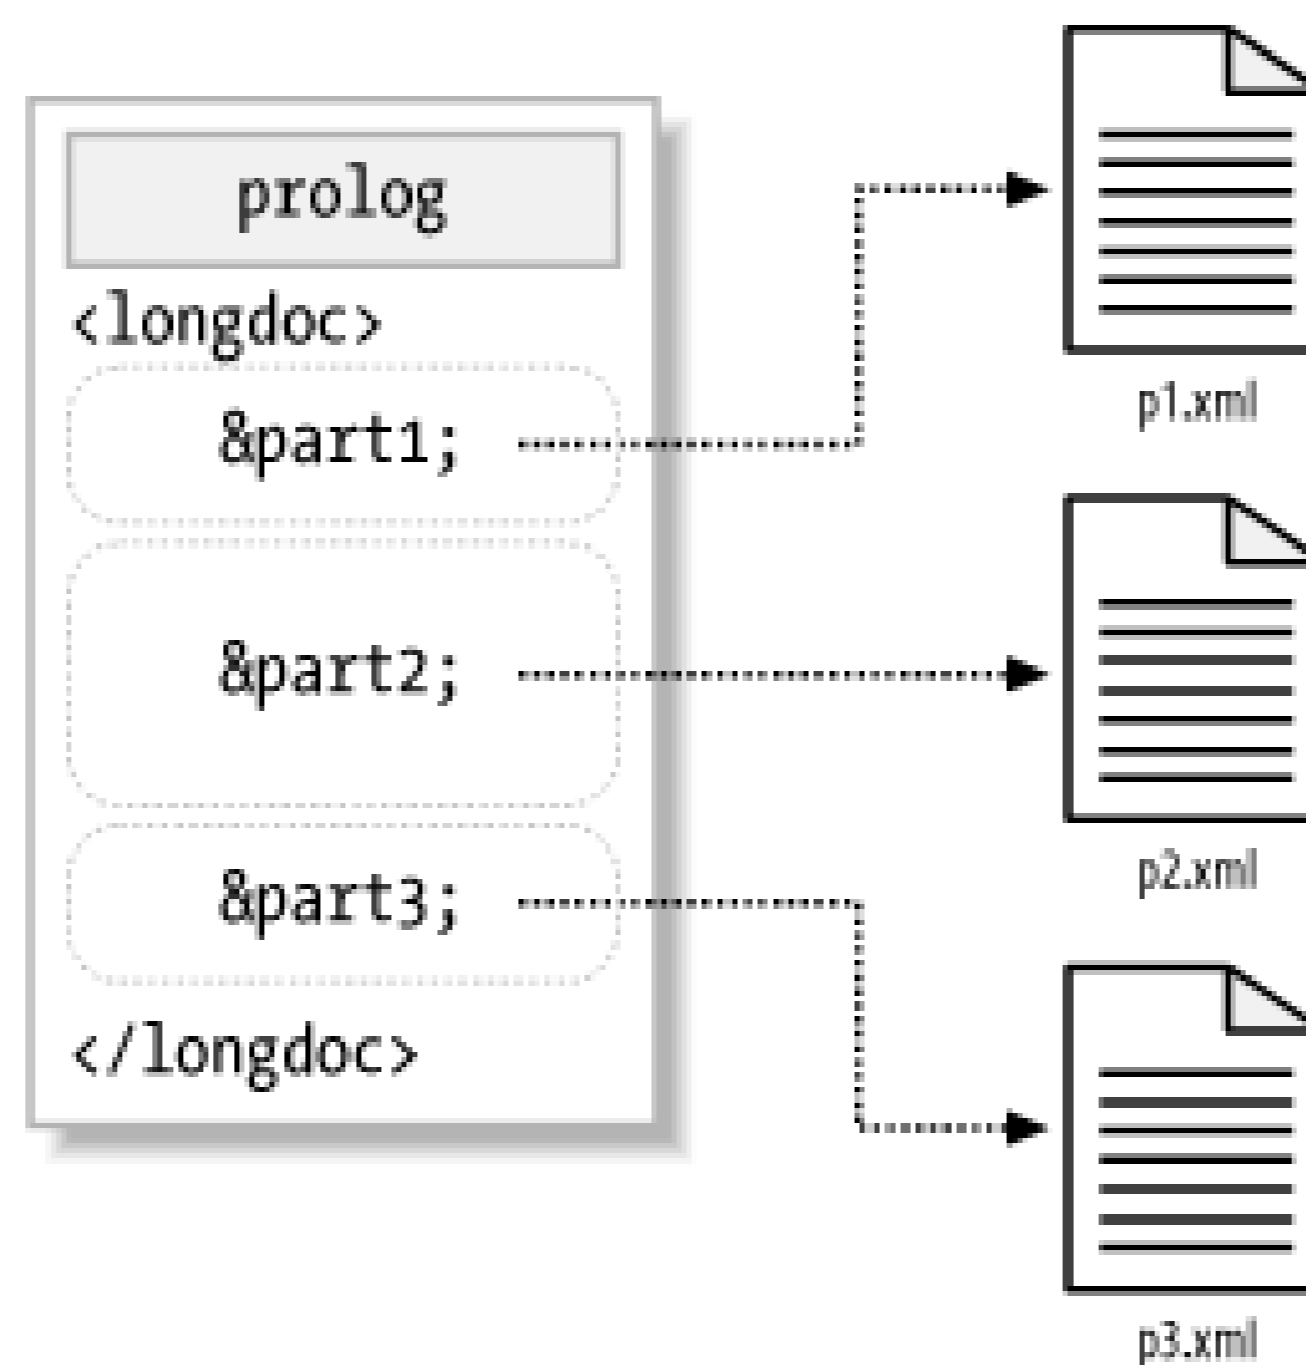 prolog
<longdoc>
&part1;
&part2;
&part3;
</longdoc>
p1.xml
p2.xml
p3.xml